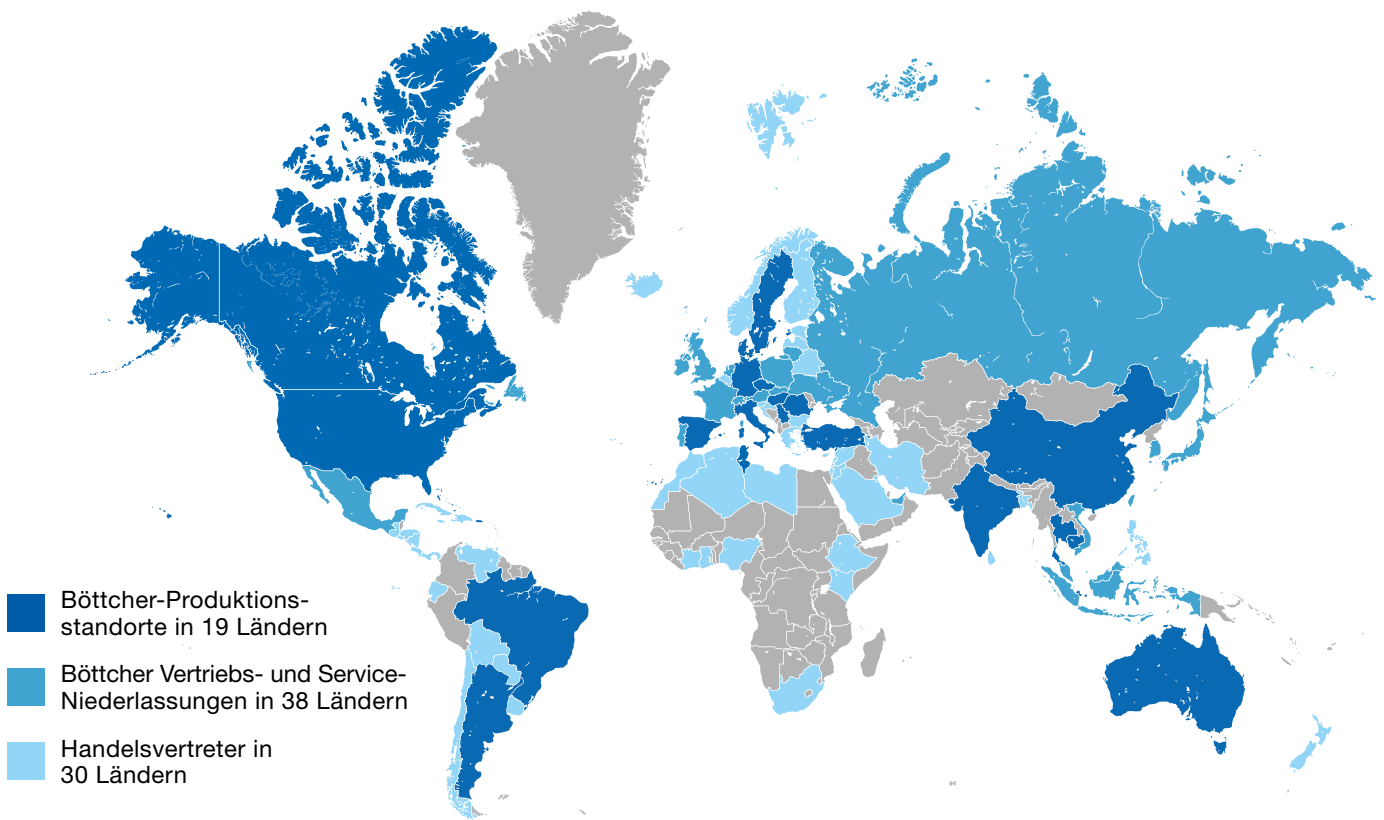 Böttcher-Produktions-
standorte in 19 Ländern
Böttcher Vertriebs- und Service-
Niederlassungen in 38 Ländern
Handelsvertreter in
30 Ländern